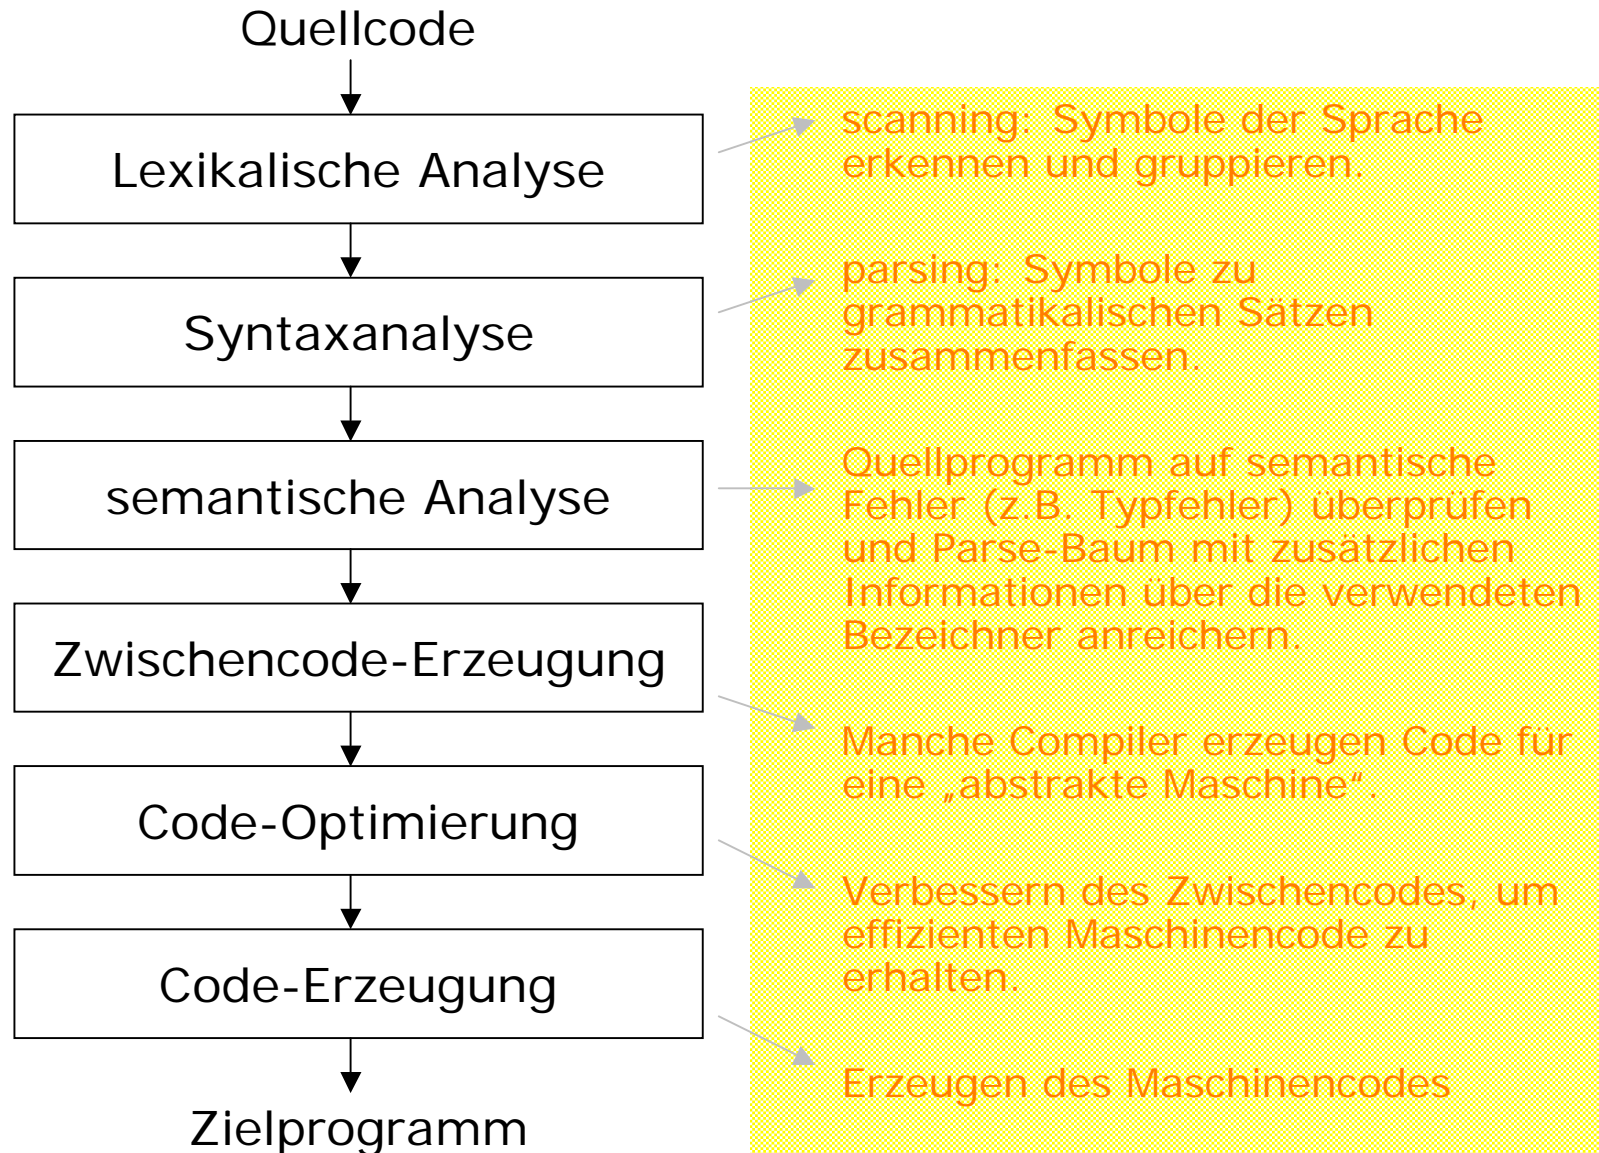 Quellcode
Lexikalische Analyse
scanning: Symbole der Sprache
erkennen und gruppieren.
Syntaxanalyse
parsing: Symbole zu
grammatikalischen Sätzen
zusammenfassen.
semantische Analyse
Quellprogramm auf semantische
Fehler (z.B. Typfehler) überprüfen
und Parse-Baum mit zusätzlichen
Informationen über die verwendeten
Bezeichner anreichern.
Zwischencode-Erzeugung
Manche Compiler erzeugen Code für
eine „abstrakte Maschine“.
Code-Optimierung
Verbessern des Zwischencodes, um
effizienten Maschinencode zu
erhalten.
Code-Erzeugung
Erzeugen des Maschinencodes
Zielprogramm